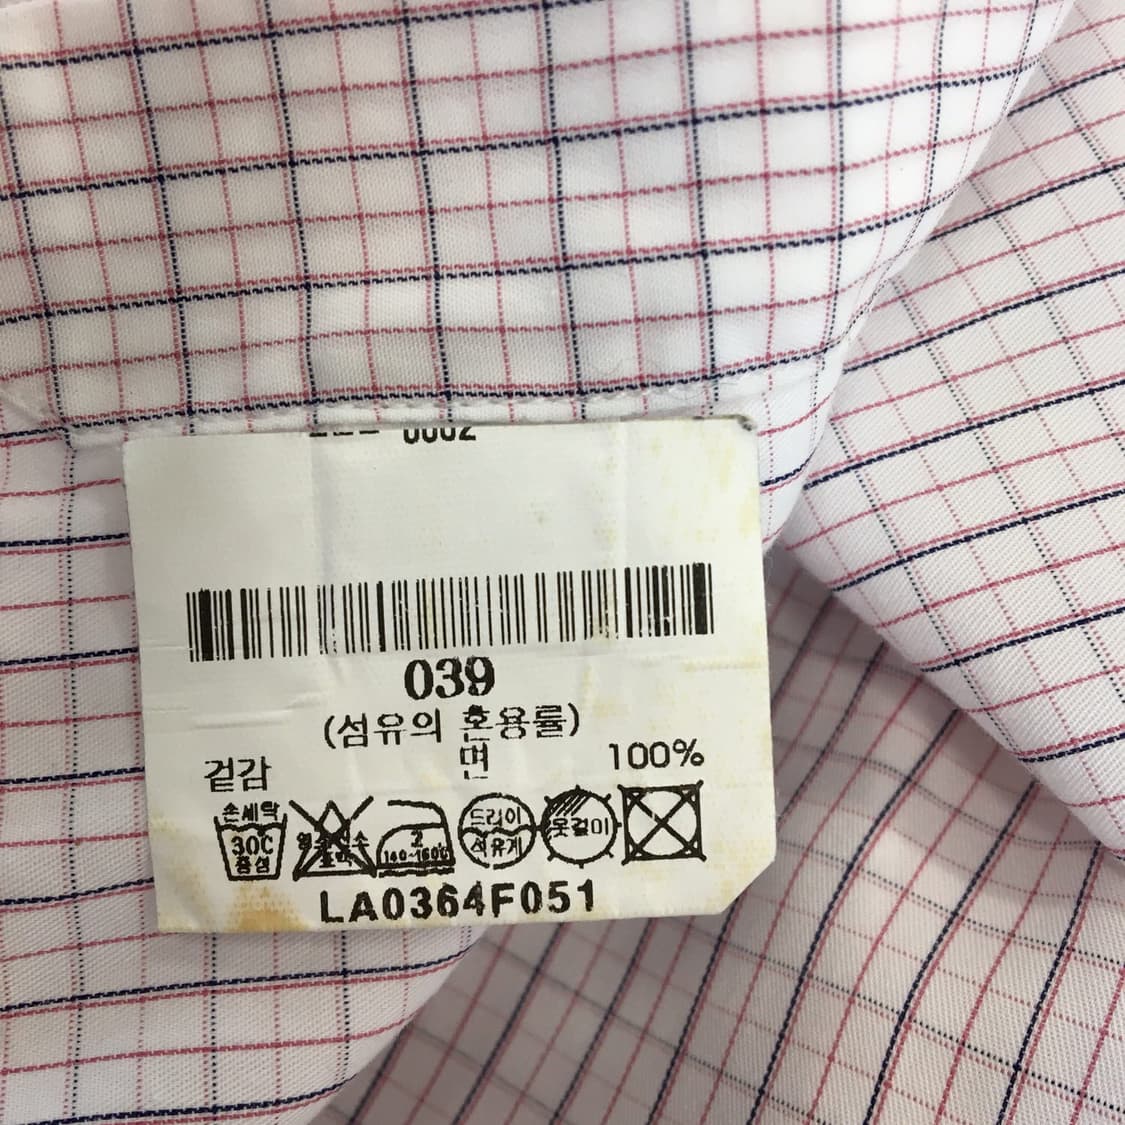 0002
039
(섬유의 혼용률)
겉감 면 100%
손세탁 30C 중성
2 140~160℃
드라이 석유계
옷걸이
LA0364F051